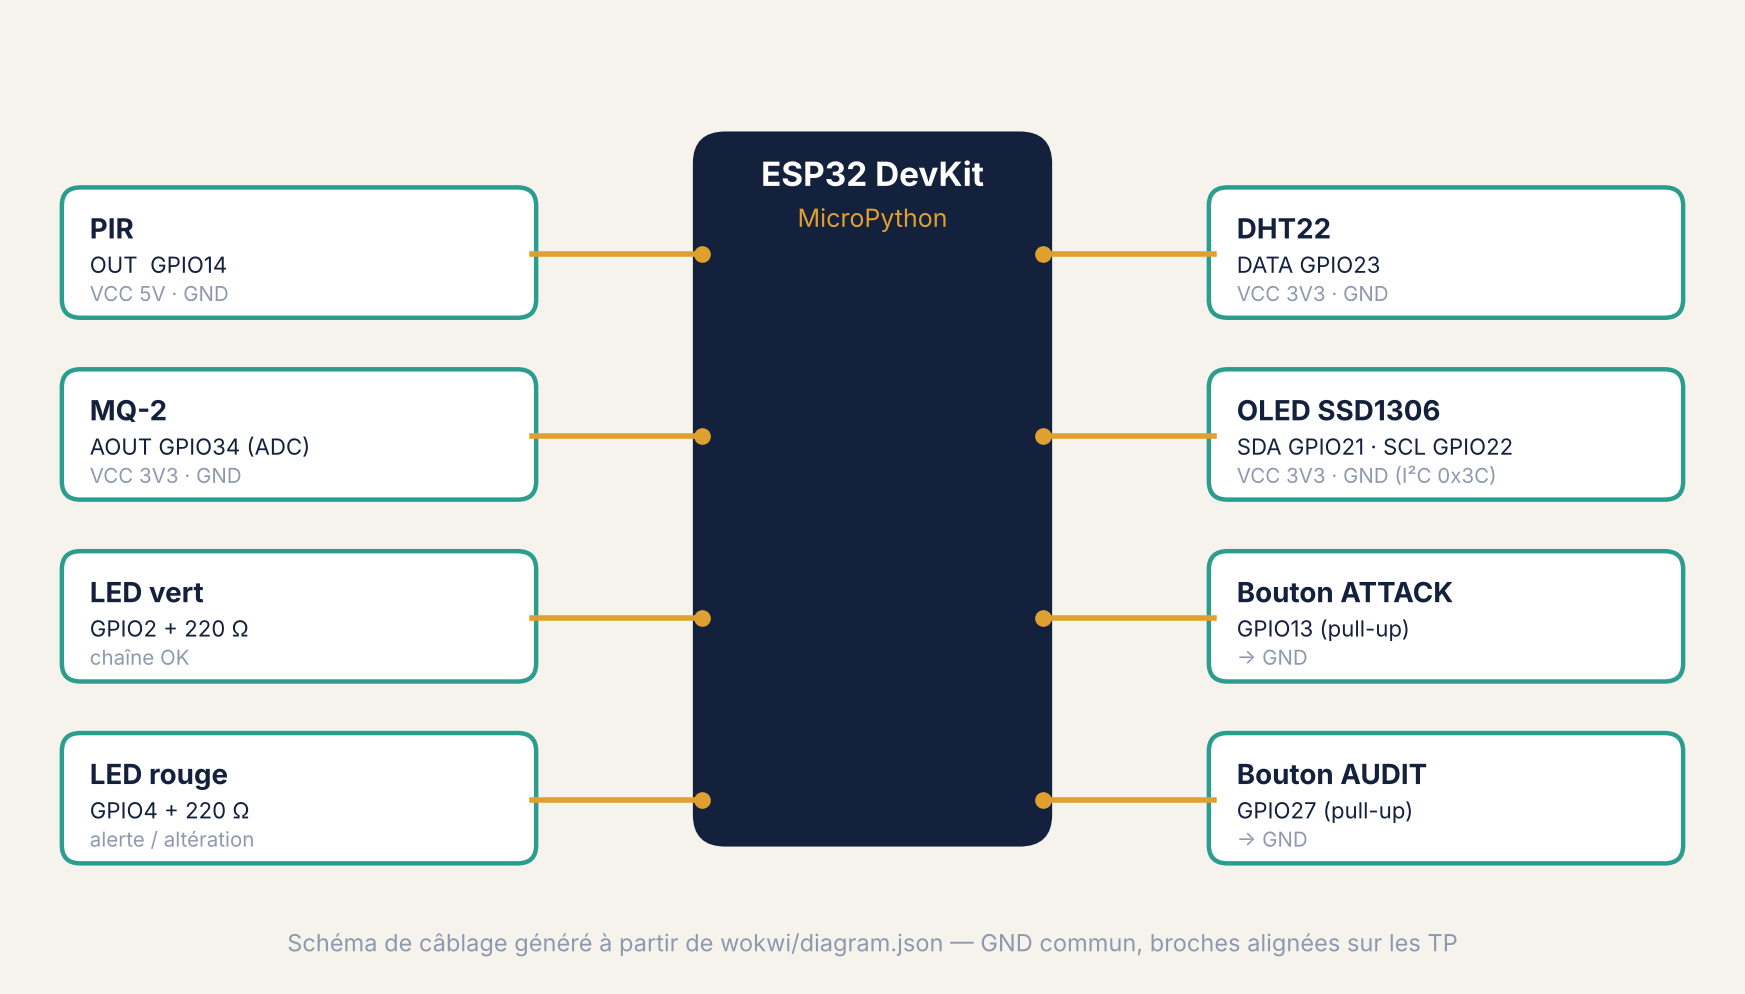 ESP32 DevKit
MicroPython
PIR
OUT  GPIO14
VCC 5V · GND
MQ-2
AOUT GPIO34 (ADC)
VCC 3V3 · GND
LED vert
GPIO2 + 220 Ω
chaîne OK
LED rouge
GPIO4 + 220 Ω
alerte / altération
DHT22
DATA GPIO23
VCC 3V3 · GND
OLED SSD1306
SDA GPIO21 · SCL GPIO22
VCC 3V3 · GND (I²C 0x3C)
Bouton ATTACK
GPIO13 (pull-up)
→ GND
Bouton AUDIT
GPIO27 (pull-up)
→ GND
Schéma de câblage généré à partir de wokwi/diagram.json — GND commun, broches alignées sur les TP